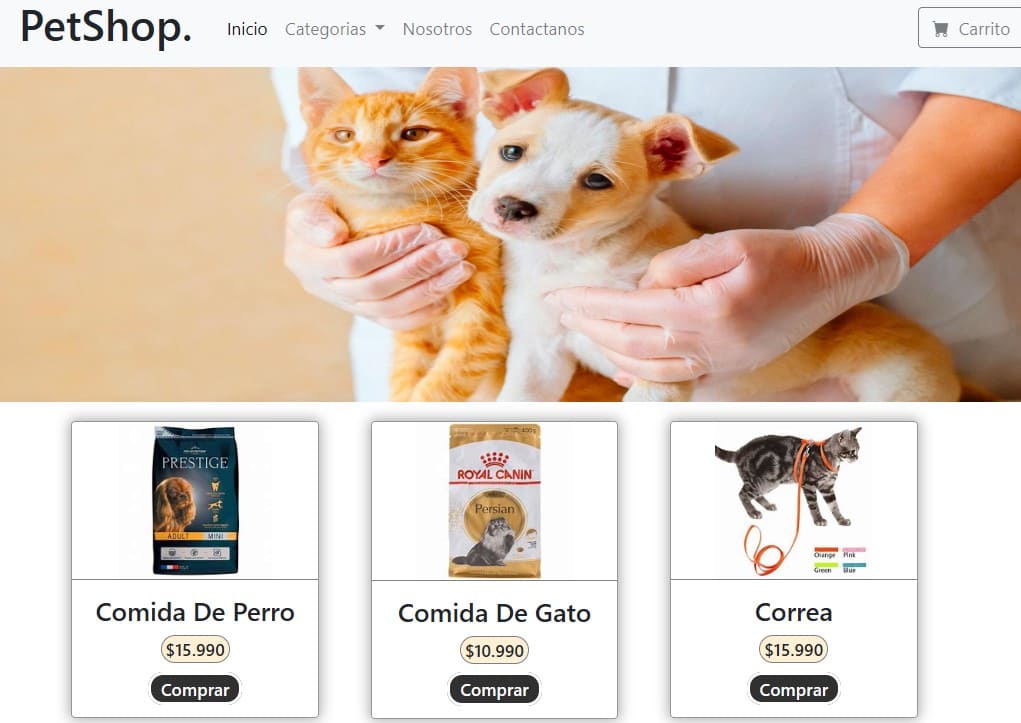 PetShop.
Inicio Categorias Nosotros Contactanos Carrito
PRESTIGE
ADULT MINI
400g
ROYAL CANIN
Persian
Orange Pink
Green Blue
Comida De Perro
Comida De Gato
Correa
$15.990
$10.990
$15.990
Comprar
Comprar
Comprar